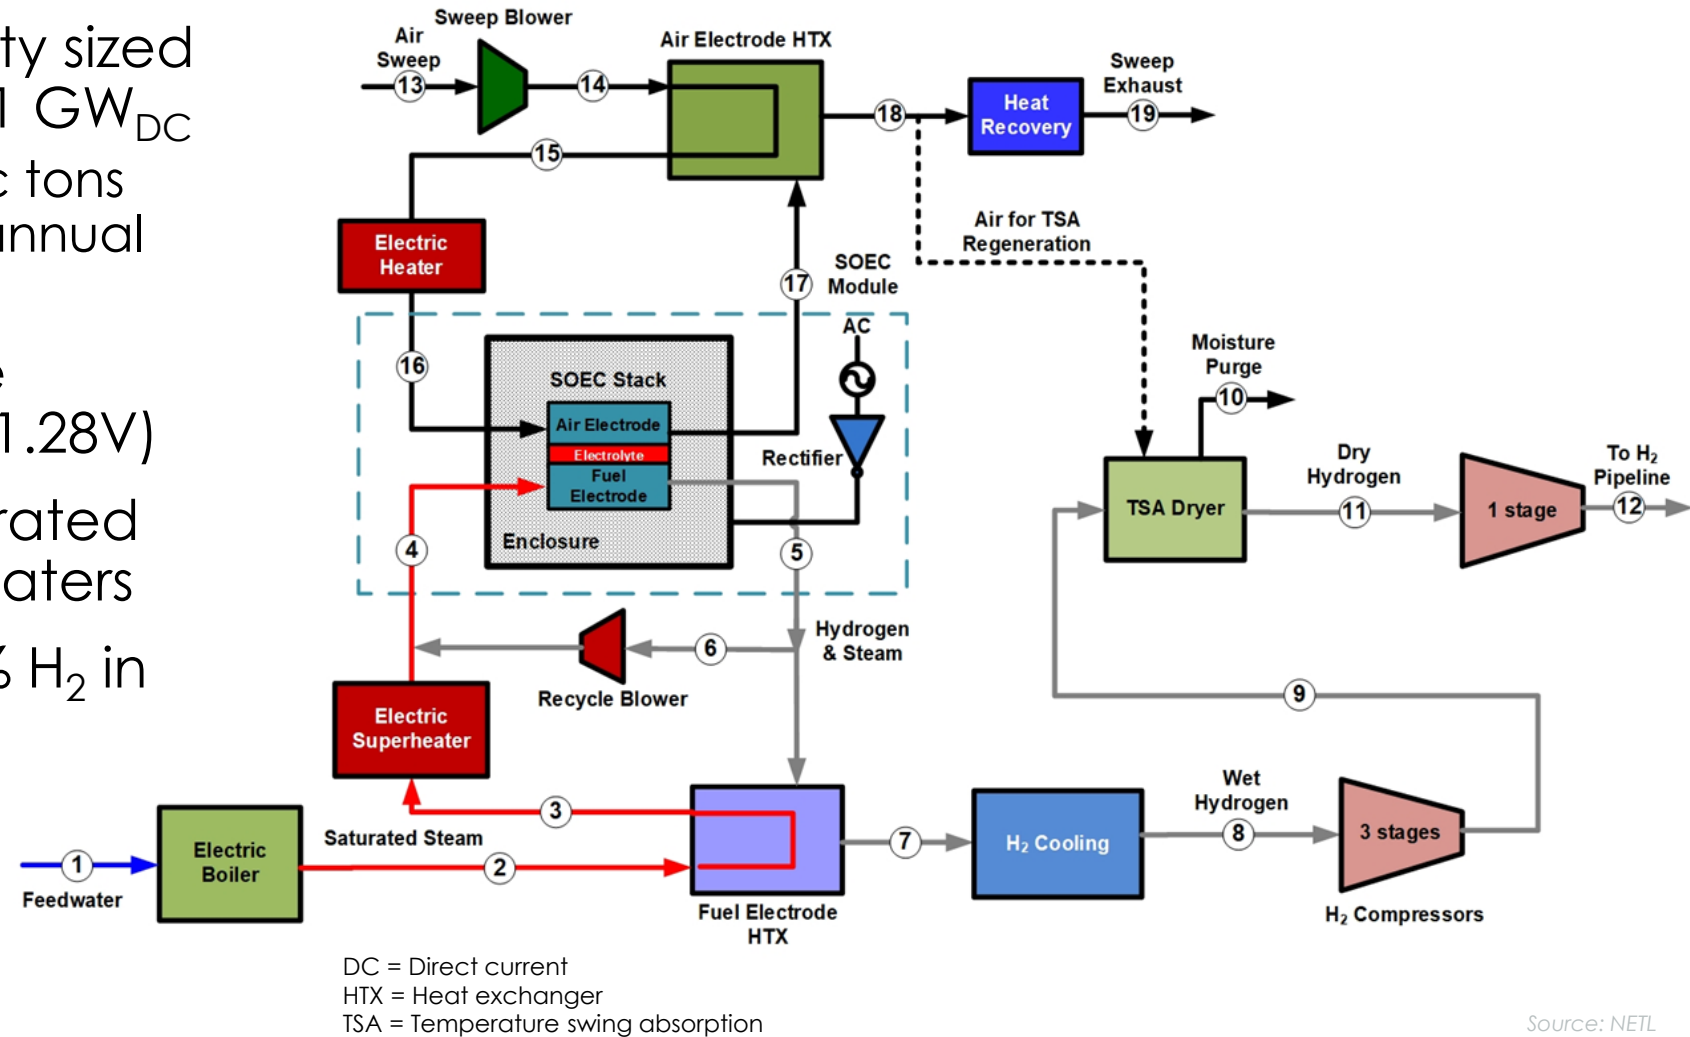 ty sized
1 GWDC
c tons
annual
e
1.28V)
rated
aters
% H2 in
Sweep Blower
Air
Sweep
13
14
Air Electrode HTX
15
18
Heat
Recovery
Sweep
Exhaust
19
Electric
Heater
Air for TSA
Regeneration
17
SOEC
Module
16
AC
SOEC Stack
Air Electrode
Electrolyte
Fuel
Electrode
Rectifier
Enclosure
4
5
Moisture
Purge
10
TSA Dryer
Dry
Hydrogen
11
1 stage
To H2
Pipeline
12
Hydrogen
& Steam
6
Recycle Blower
9
Electric
Superheater
3
Saturated Steam
2
1
Feedwater
Electric
Boiler
Fuel Electrode
HTX
7
H2 Cooling
Wet
Hydrogen
8
3 stages
H2 Compressors
DC = Direct current
HTX = Heat exchanger
TSA = Temperature swing absorption
Source: NETL